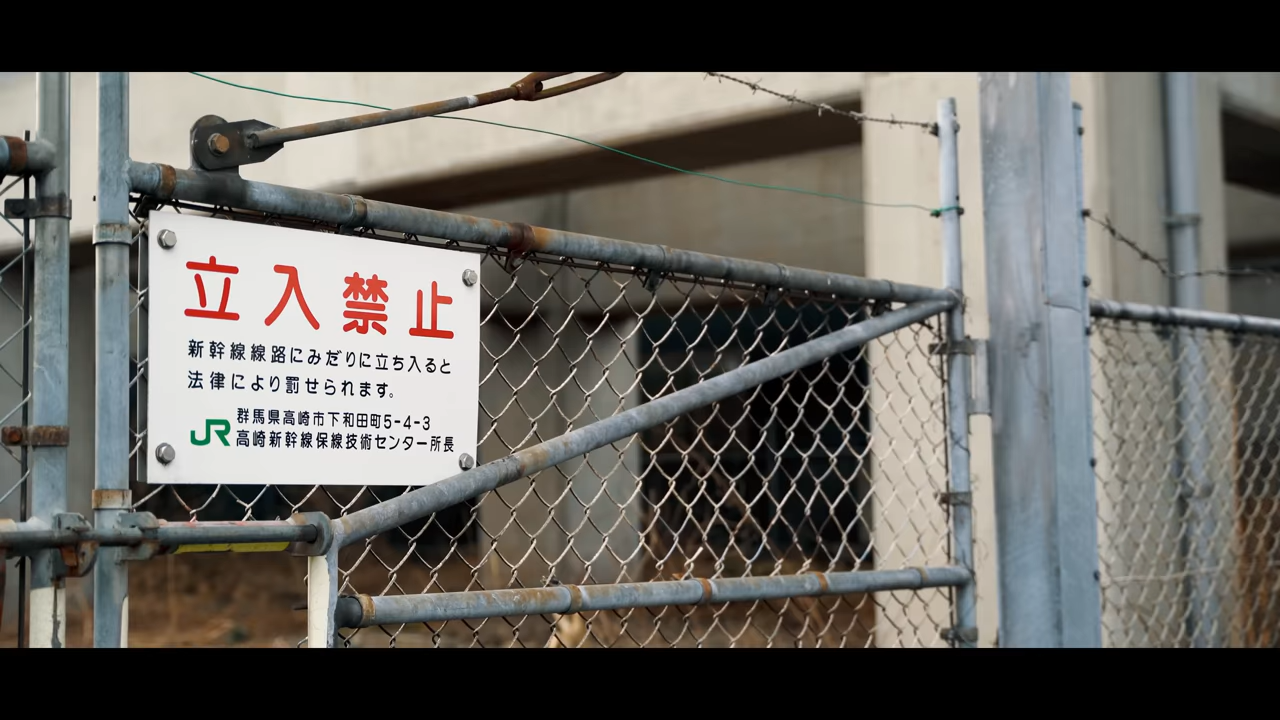 立入禁止
新幹線線路にみだりに立ち入ると
法律により罰せられます。
群馬県高崎市下和田町5-4-3
JR 高崎新幹線保線技術センター所長